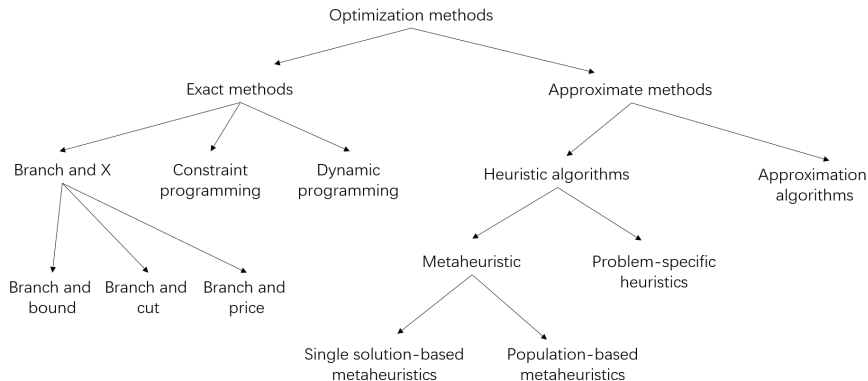 Optimization methods
Exact methods
Approximate methods
Branch and X
Constraint
programming
Dynamic
programming
Heuristic algorithms
Approximation
algorithms
Metaheuristic
Problem-specific
heuristics
Branch and
bound
Branch and
cut
Branch and
price
Single solution-based
metaheuristics
Population-based
metaheuristics